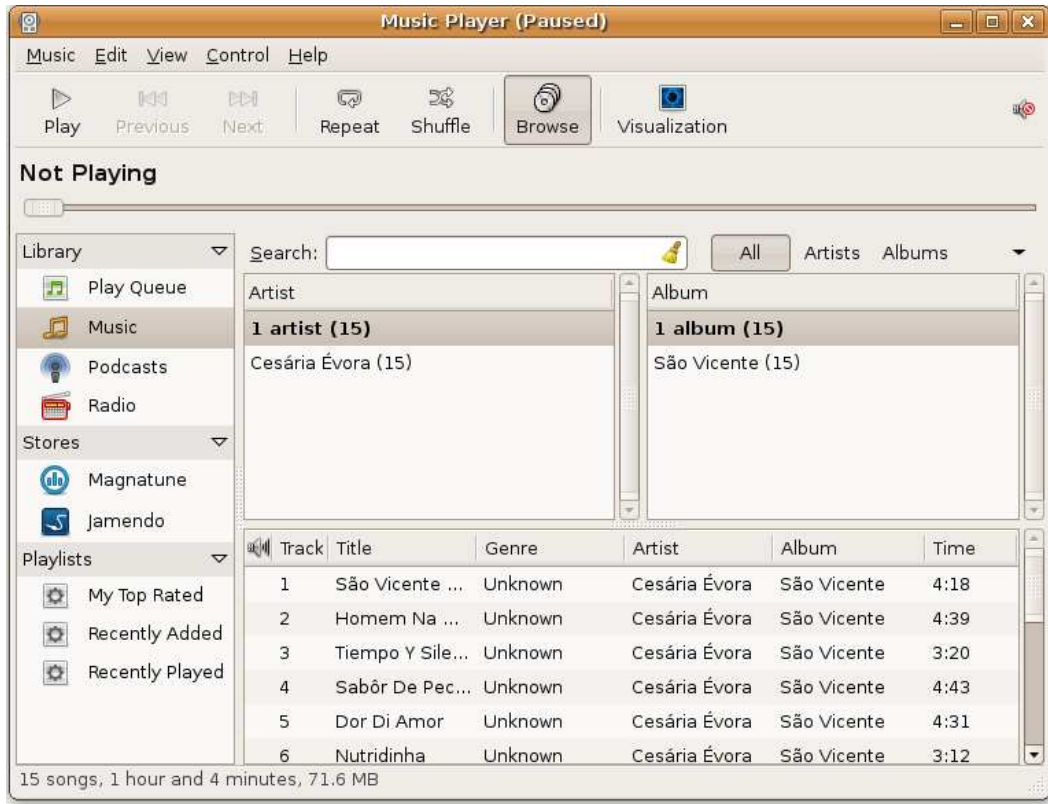 Music Player (Paused)
Music Edit View Control Help
Play Previous Next Repeat Shuffle Browse Visualization
Not Playing
Library
Play Queue
Music
Podcasts
Radio
Stores
Magnatune
Jamendo
Playlists
My Top Rated
Recently Added
Recently Played
Search: All Artists Albums
Artist
1 artist (15)
Cesária Évora (15)
Album
1 album (15)
São Vicente (15)
Track Title Genre Artist Album Time
1 São Vicente ... Unknown Cesária Évora São Vicente 4:18
2 Homem Na ... Unknown Cesária Évora São Vicente 4:39
3 Tiempo Y Sile... Unknown Cesária Évora São Vicente 3:20
4 Sabôr De Pec... Unknown Cesária Évora São Vicente 4:43
5 Dor Di Amor Unknown Cesária Évora São Vicente 4:31
6 Nutridinha Unknown Cesária Évora São Vicente 3:12
15 songs, 1 hour and 4 minutes, 71.6 MB